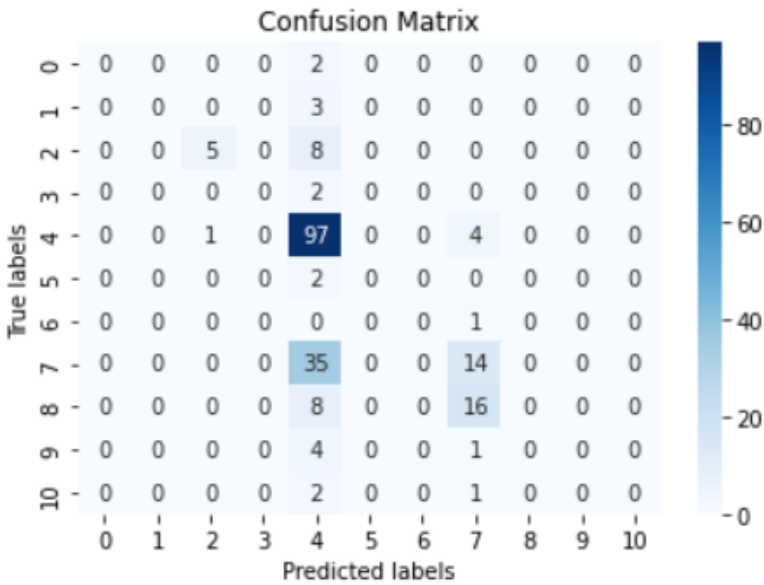 Confusion Matrix
0 0 0 0 0 2 0 0 0 0 0 0
1 0 0 0 0 3 0 0 0 0 0 0
2 0 0 5 0 8 0 0 0 0 0 0
3 0 0 0 0 2 0 0 0 0 0 0
4 0 0 1 0 97 0 0 4 0 0 0
5 0 0 0 0 2 0 0 0 0 0 0
6 0 0 0 0 0 0 0 1 0 0 0
7 0 0 0 0 35 0 0 14 0 0 0
8 0 0 0 0 8 0 0 16 0 0 0
9 0 0 0 0 4 0 0 1 0 0 0
10 0 0 0 0 2 0 0 1 0 0 0
0 1 2 3 4 5 6 7 8 9 10
Predicted labels
True labels
80
60
40
20
0